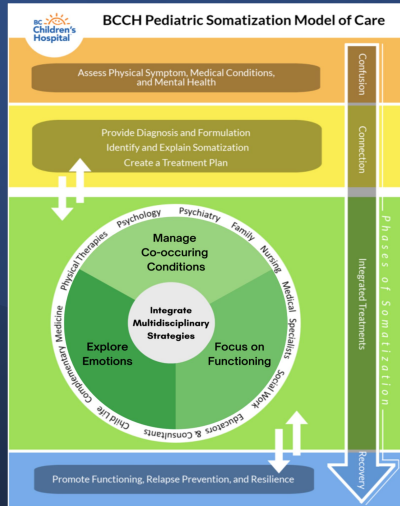 BC
Children's
Hospital
BCCH Pediatric Somatization Model of Care
Assess Physical Symptom, Medical Conditions,
and Mental Health
Confusion
Provide Diagnosis and Formulation
Identify and Explain Somatization
Create a Treatment Plan
Connection
Physical Therapies
Psychology
Psychiatry
Family
Nursing
Medical Specialists
Social Work
Educators & Consultants
Child Life
Complementary Medicine
Manage
Co-occuring
Conditions
Integrate
Multidisciplinary
Strategies
Explore
Emotions
Focus on
Functioning
Integrated Treatments
Phases of Somatization
Promote Functioning, Relapse Prevention, and Resilience
Recovery